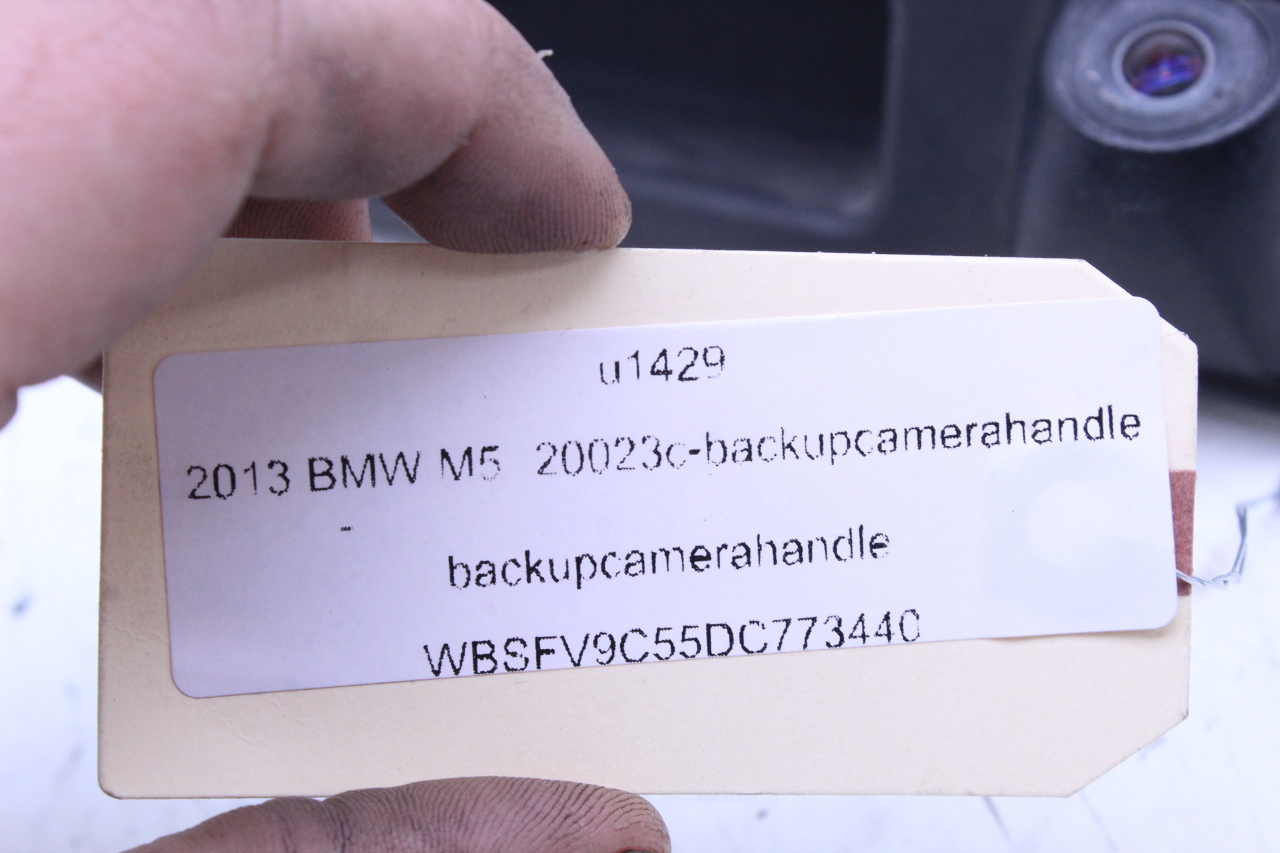 u1429
2013 BMW M5 20023c-backupcamerahandle
-
backupcamerahandle
WBSFV9C55DC773440